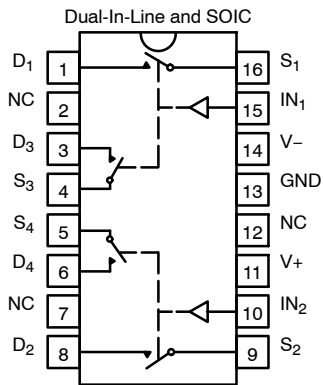 Dual-In-Line and SOIC
D1 1 16 S1
NC 2 15 IN1
D3 3 14 V−
S3 4 13 GND
S4 5 12 NC
D4 6 11 V+
NC 7 10 IN2
D2 8 9 S2